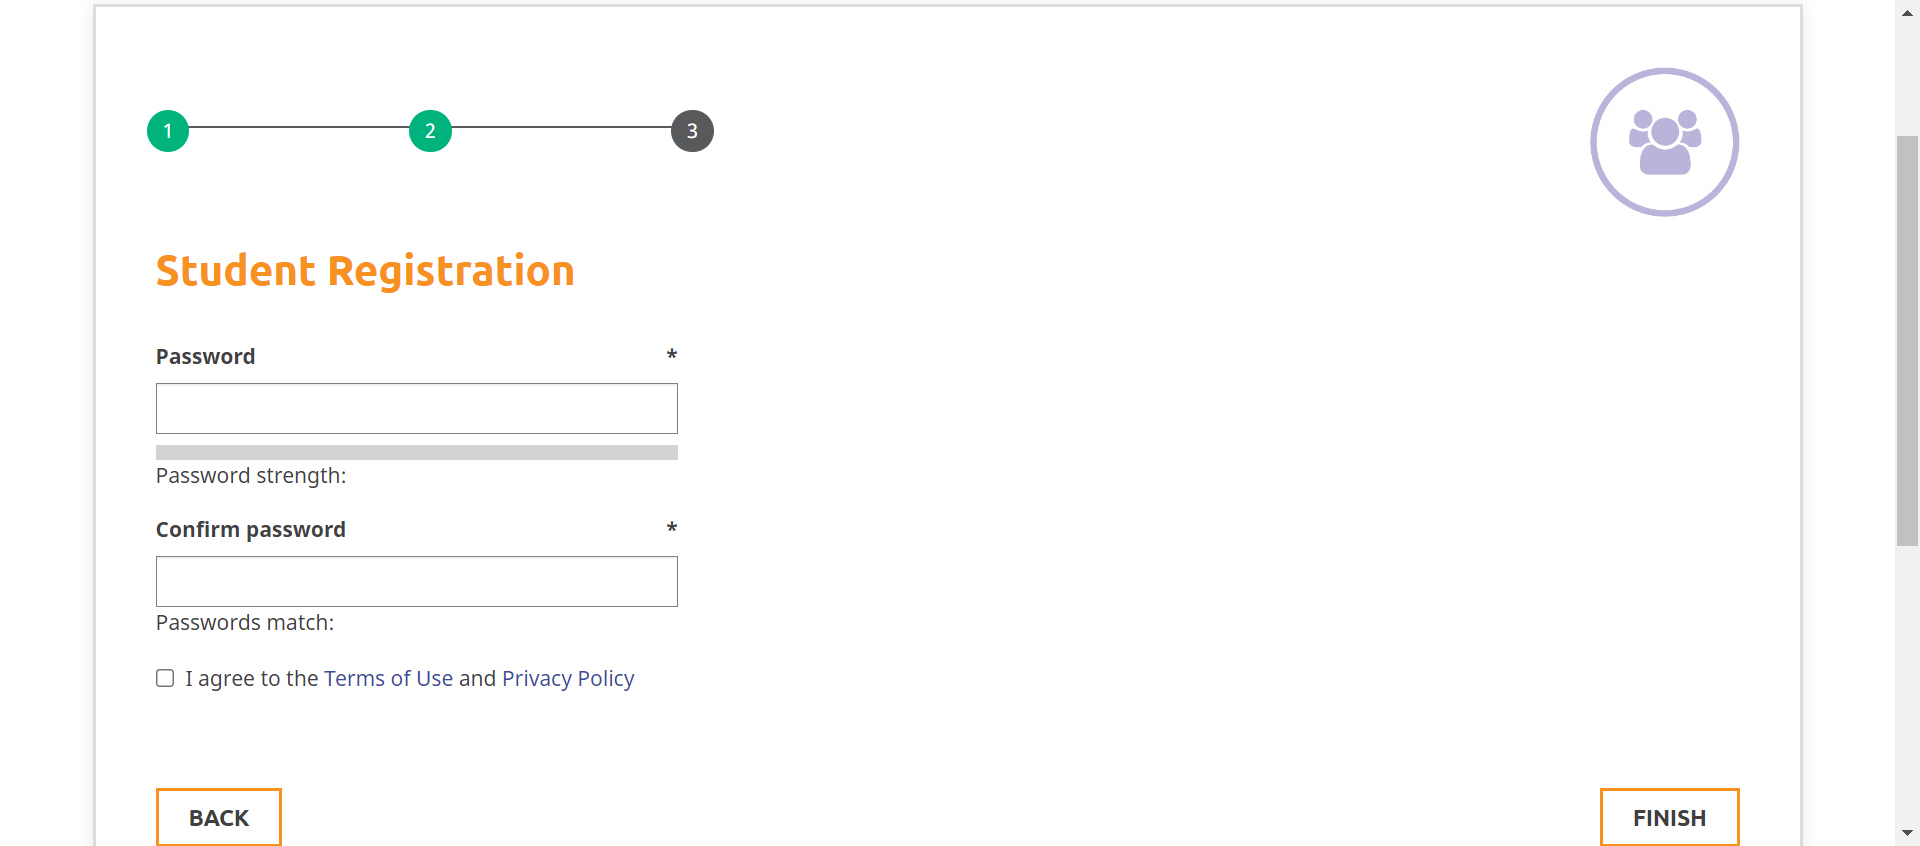 1 2 3
Student Registration
Password *
Password strength:
Confirm password *
Passwords match:
I agree to the Terms of Use and Privacy Policy
BACK FINISH